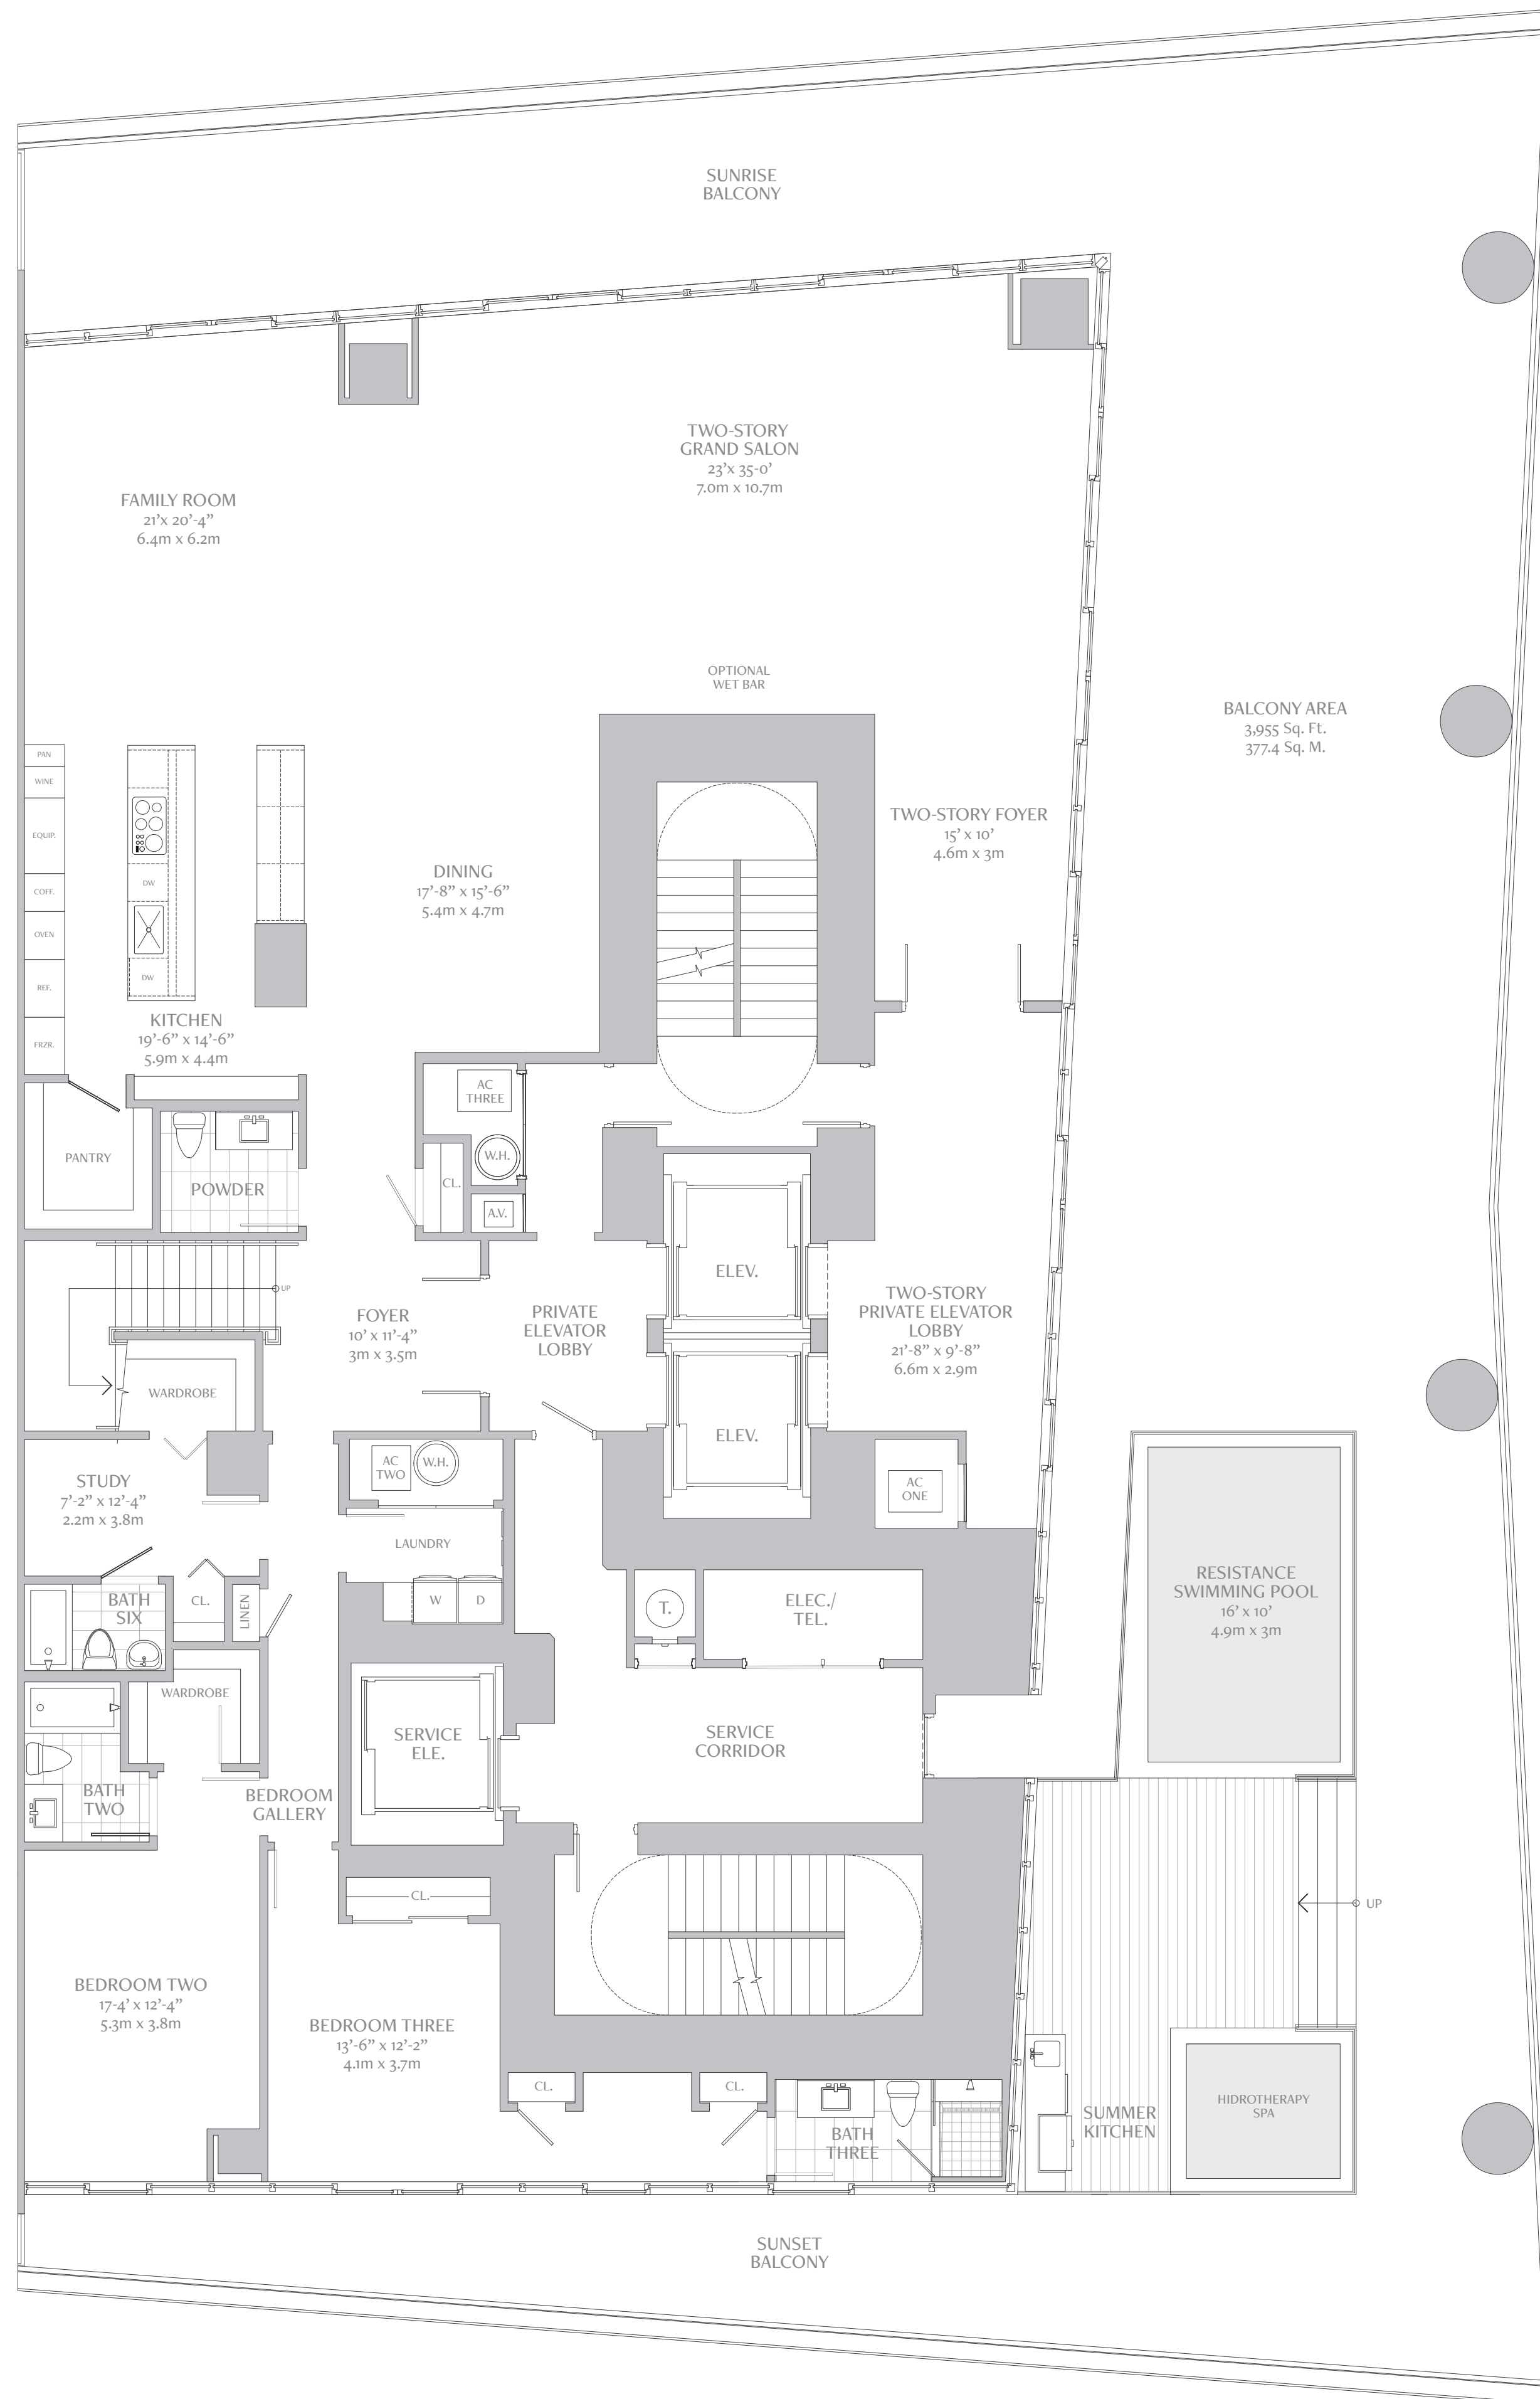 SUNRISE
BALCONY
TWO-STORY
GRAND SALON
23’x 35-0’
7.0m x 10.7m
FAMILY ROOM
21’x 20’-4”
6.4m x 6.2m
OPTIONAL
WET BAR
BALCONY AREA
3,955 Sq. Ft.
377.4 Sq. M.
PAN
WINE
EQUIP.
COFF.
OVEN
REF.
FRZR.
DW
DW
TWO-STORY FOYER
15’ x 10’
4.6m x 3m
DINING
17’-8” x 15’-6”
5.4m x 4.7m
KITCHEN
19’-6” x 14’-6”
5.9m x 4.4m
AC
THREE
W.H.
CL.
A.V.
PANTRY
POWDER
UP
ELEV.
FOYER
10’ x 11’-4”
3m x 3.5m
PRIVATE
ELEVATOR
LOBBY
TWO-STORY
PRIVATE ELEVATOR
LOBBY
21’-8” x 9’-8”
6.6m x 2.9m
WARDROBE
ELEV.
AC
TWO
W.H.
AC
ONE
STUDY
7’-2” x 12’-4”
2.2m x 3.8m
LAUNDRY
RESISTANCE
SWIMMING POOL
16’ x 10’
4.9m x 3m
BATH
SIX
CL.
LINEN
W
D
T.
ELEC./
TEL.
WARDROBE
SERVICE
ELE.
SERVICE
CORRIDOR
BATH
TWO
BEDROOM
GALLERY
CL.
UP
BEDROOM TWO
17-4’ x 12’-4”
5.3m x 3.8m
BEDROOM THREE
13’-6” x 12’-2”
4.1m x 3.7m
CL.
CL.
BATH
THREE
SUMMER
KITCHEN
HIDROTHERAPY
SPA
SUNSET
BALCONY